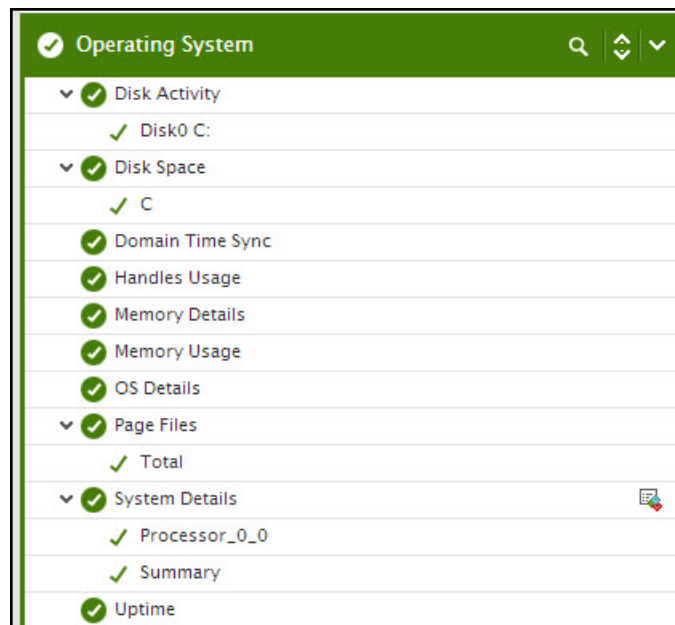 Operating System
Disk Activity
Disk0 C:
Disk Space
C
Domain Time Sync
Handles Usage
Memory Details
Memory Usage
OS Details
Page Files
Total
System Details
Processor_0_0
Summary
Uptime